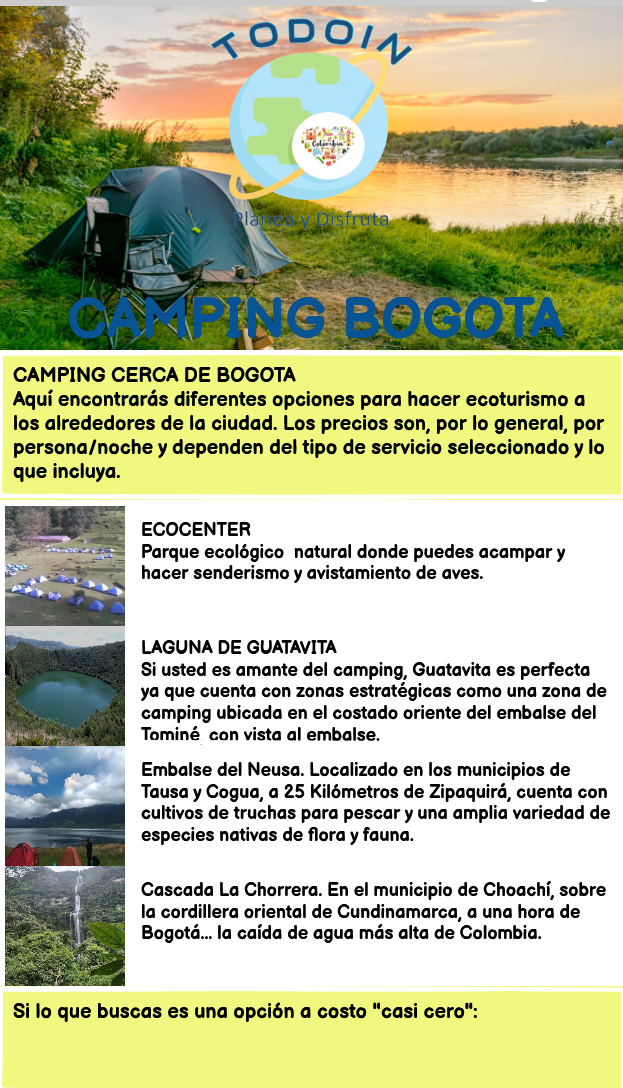 TODOIN
Colombia
Planea y Disfruta
CAMPING BOGOTA
CAMPING CERCA DE BOGOTA
Aquí encontrarás diferentes opciones para hacer ecoturismo a
los alrededores de la ciudad. Los precios son, por lo general, por
persona/noche y dependen del tipo de servicio seleccionado y lo
que incluya.
ECOCENTER
Parque ecológico natural donde puedes acampar y
hacer senderismo y avistamiento de aves.
LAGUNA DE GUATAVITA
Si usted es amante del camping, Guatavita es perfecta
ya que cuenta con zonas estratégicas como una zona de
camping ubicada en el costado oriente del embalse del
Tominé, con vista al embalse.
Embalse del Neusa. Localizado en los municipios de
Tausa y Cogua, a 25 Kilómetros de Zipaquirá, cuenta con
cultivos de truchas para pescar y una amplia variedad de
especies nativas de flora y fauna.
Cascada La Chorrera. En el municipio de Choachí, sobre
la cordillera oriental de Cundinamarca, a una hora de
Bogotá... la caída de agua más alta de Colombia.
Si lo que buscas es una opción a costo "casi cero":